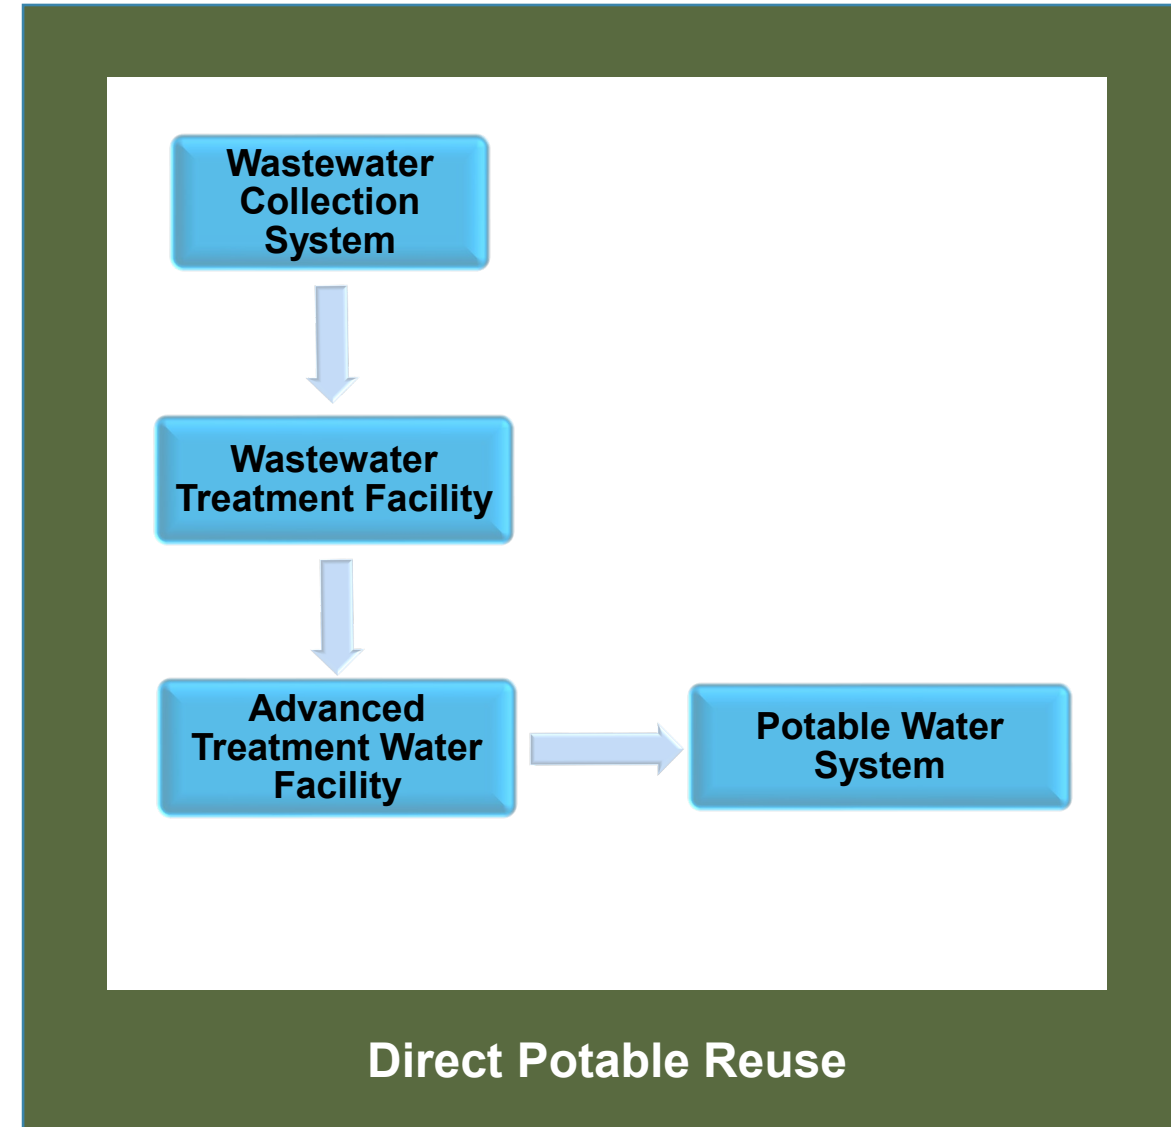 Wastewater
Collection
System
Wastewater
Treatment Facility
Advanced
Treatment Water
Facility
Potable Water
System
Direct Potable Reuse